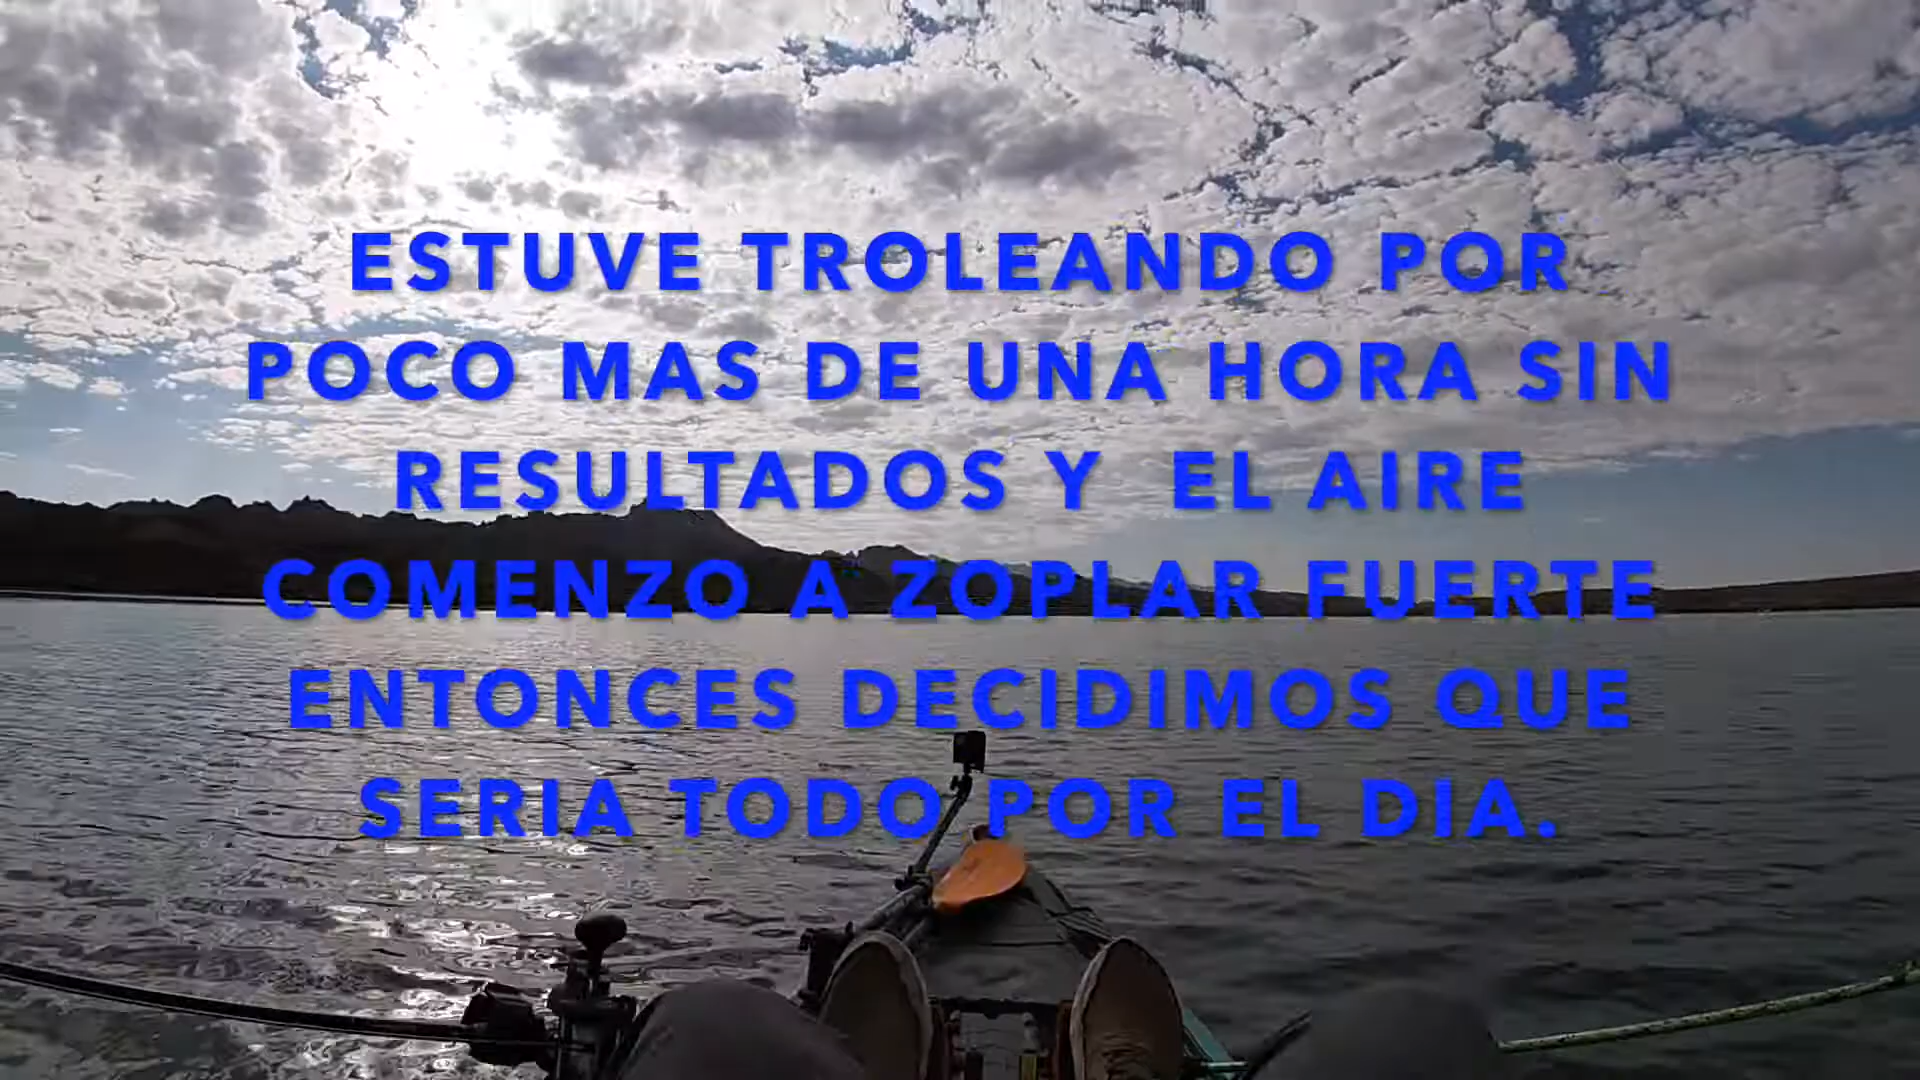 ESTUVE TROLEANDO POR
POCO MAS DE UNA HORA SIN
RESULTADOS Y  EL AIRE
COMENZO A ZOPLAR FUERTE
ENTONCES DECIDIMOS QUE
SERIA TODO POR EL DIA.